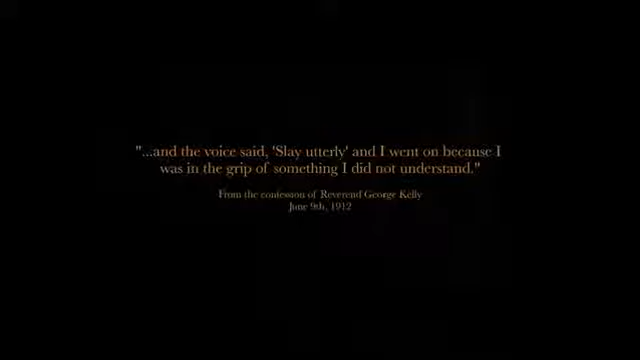 "...and the voice said, 'Slay utterly' and I went on because I
was in the grip of something I did not understand."
From the confession of Reverend George Kelly
June 9th, 1912